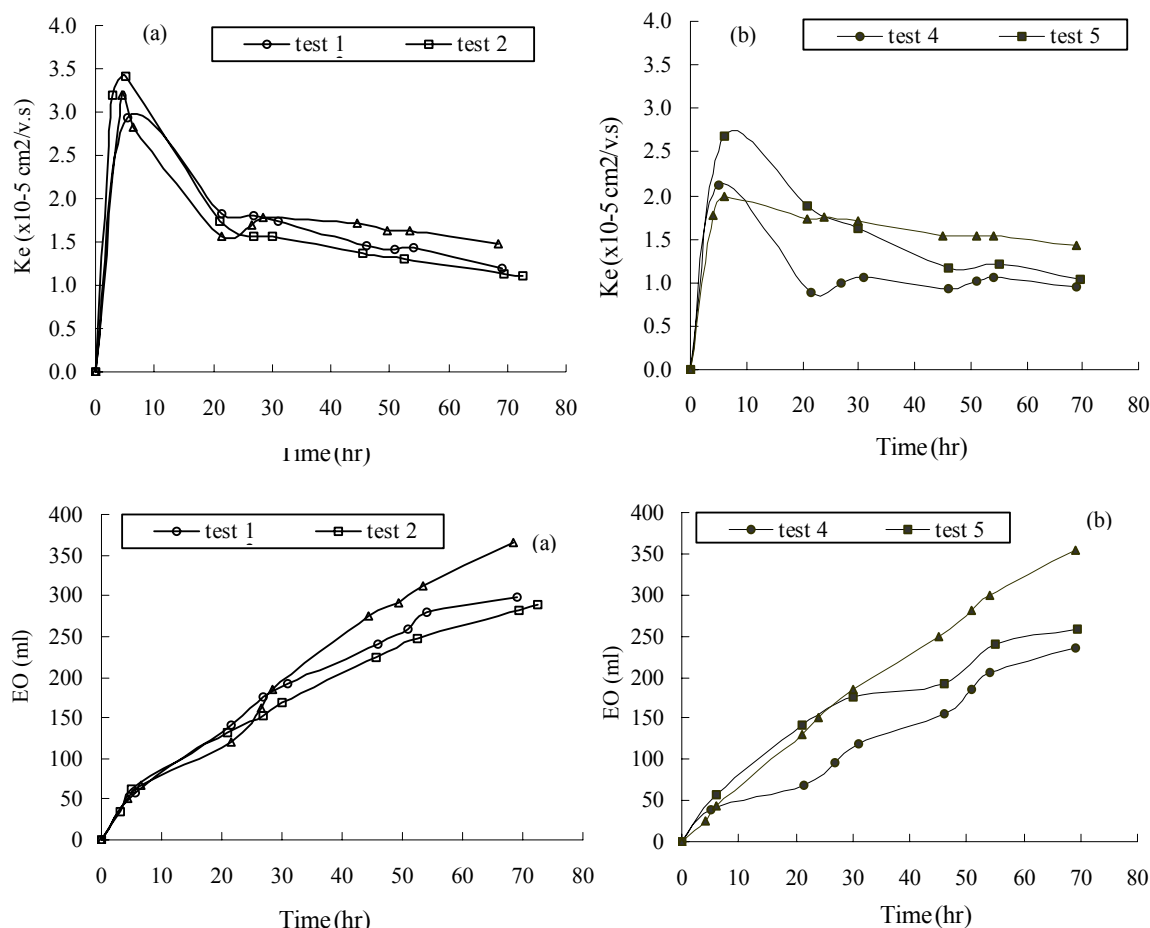 (a)
test 1
test 2
4.0
3.5
3.0
2.5
2.0
1.5
1.0
0.5
0.0
Ke (x10-5 cm2/v.s)
0 10 20 30 40 50 60 70 80
Time (hr)
(b)
test 4
test 5
4.0
3.5
3.0
2.5
2.0
1.5
1.0
0.5
0.0
Ke (x10-5 cm2/v.s)
0 10 20 30 40 50 60 70 80
Time (hr)
test 1
test 2
(a)
400
350
300
250
200
150
100
50
0
EO (ml)
0 10 20 30 40 50 60 70 80
Time (hr)
test 4
test 5
(b)
400
350
300
250
200
150
100
50
0
EO (ml)
0 10 20 30 40 50 60 70 80
Time (hr)